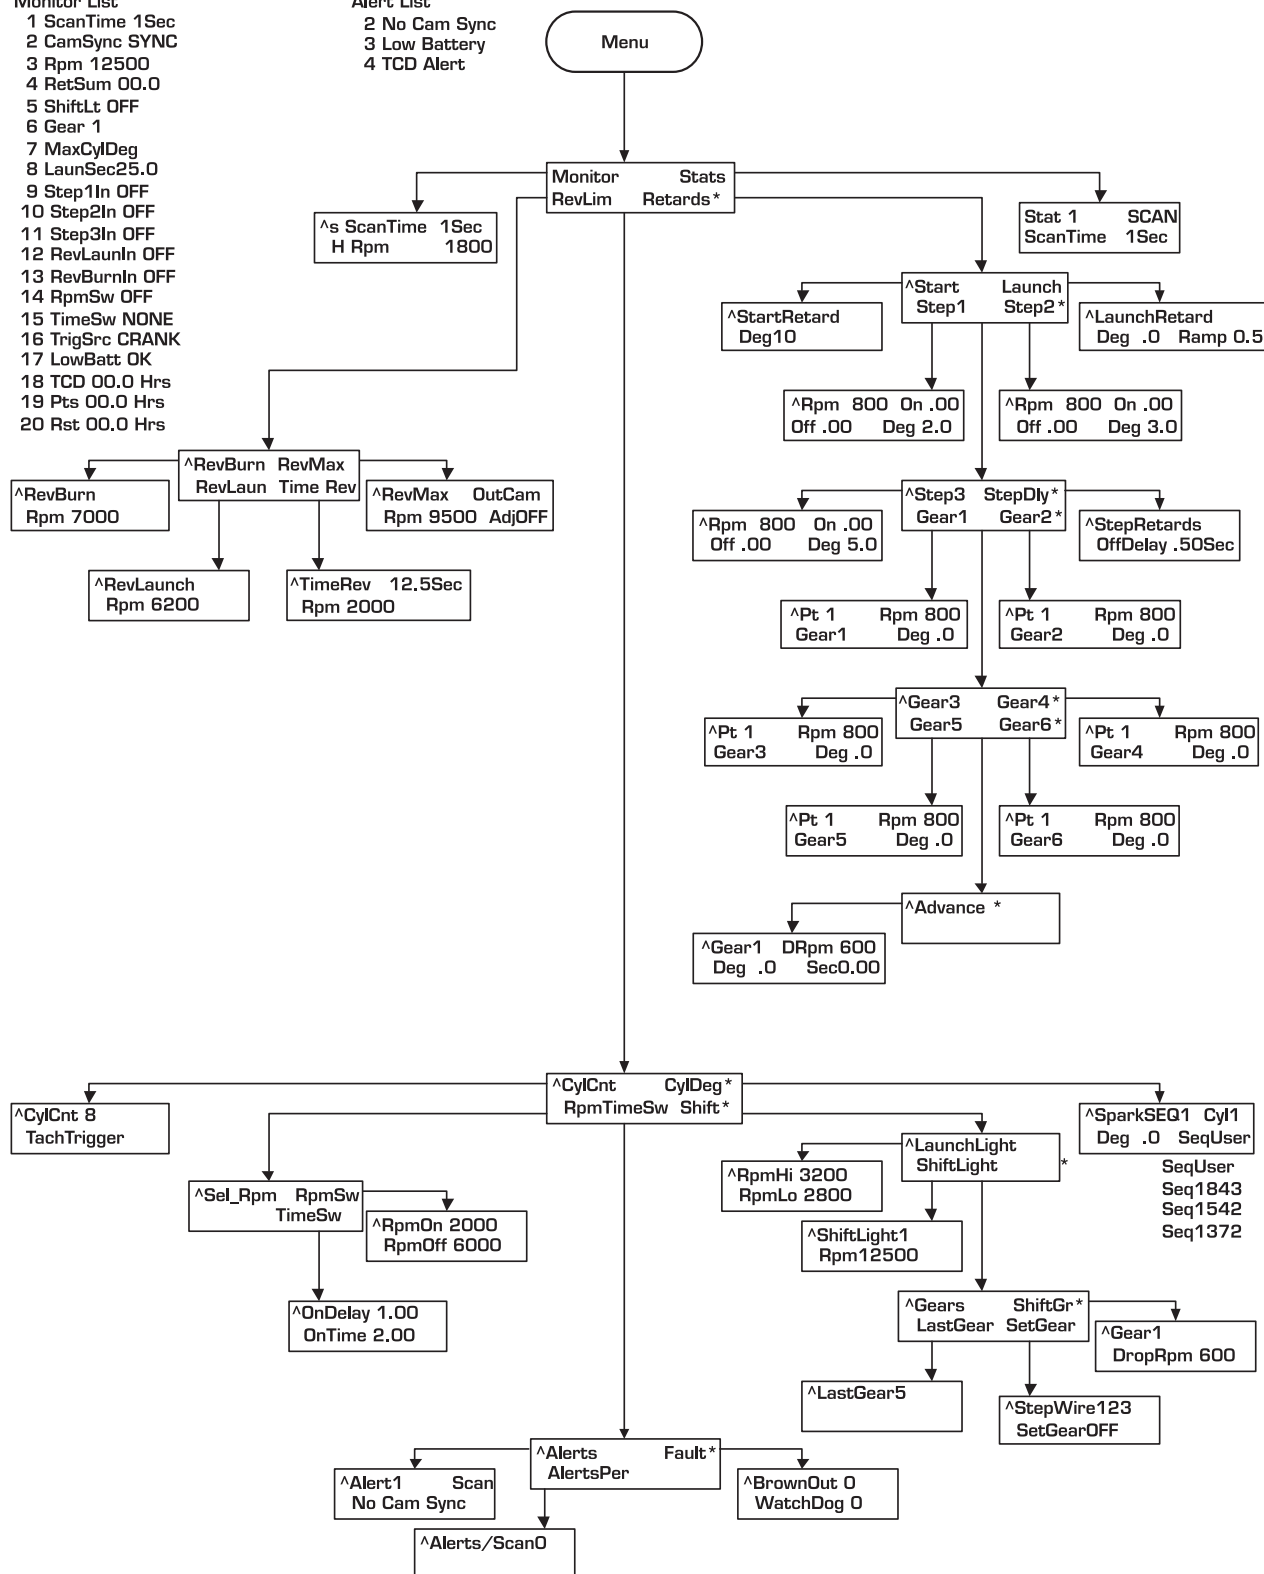 Monitor List
1 ScanTime 1Sec
2 CamSync SYNC
3 Rpm 12500
4 RetSum 00.0
5 ShiftLt OFF
6 Gear 1
7 MaxCylDeg
8 LaunSec25.0
9 Step1In OFF
10 Step2In OFF
11 Step3In OFF
12 RevLaunIn OFF
13 RevBurnIn OFF
14 RpmSw OFF
15 TimeSw NONE
16 TrigSrc CRANK
17 LowBatt OK
18 TCD 00.0 Hrs
19 Pts 00.0 Hrs
20 Rst 00.0 Hrs
Alert List
2 No Cam Sync
3 Low Battery
4 TCD Alert
Menu
Monitor Stats
RevLim Retards*
^s ScanTime 1Sec
H Rpm 1800
Stat 1 SCAN
ScanTime 1Sec
^Start Launch
Step1 Step2*
^StartRetard
Deg10
^LaunchRetard
Deg .0 Ramp 0.5
^Rpm 800 On .00
Off .00 Deg 2.0
^Rpm 800 On .00
Off .00 Deg 3.0
^RevBurn RevMax
RevLaun Time Rev
^RevBurn
Rpm 7000
^RevMax OutCam
Rpm 9500 AdjOFF
^RevLaunch
Rpm 6200
^TimeRev 12.5Sec
Rpm 2000
^Step3 StepDly*
Gear1 Gear2*
^Rpm 800 On .00
Off .00 Deg 5.0
^StepRetards
OffDelay .50Sec
^Pt 1 Rpm 800
Gear1 Deg .0
^Pt 1 Rpm 800
Gear2 Deg .0
^Gear3 Gear4*
Gear5 Gear6*
^Pt 1 Rpm 800
Gear3 Deg .0
^Pt 1 Rpm 800
Gear4 Deg .0
^Pt 1 Rpm 800
Gear5 Deg .0
^Pt 1 Rpm 800
Gear6 Deg .0
^Advance *
^Gear1 DRpm 600
Deg .0 Sec0.00
^CylCnt CylDeg*
RpmTimeSw Shift*
^CylCnt 8
TachTrigger
^SparkSEQ1 Cyl1
Deg .0 SeqUser
SeqUser
Seq1843
Seq1542
Seq1372
^LaunchLight
ShiftLight *
^RpmHi 3200
RpmLo 2800
^Sel_Rpm RpmSw
TimeSw
^RpmOn 2000
RpmOff 6000
^ShiftLight1
Rpm12500
^OnDelay 1.00
OnTime 2.00
^Gears ShiftGr*
LastGear SetGear
^Gear1
DropRpm 600
^LastGear5
^StepWire123
SetGearOFF
^Alerts Fault*
AlertsPer
^Alert1 Scan
No Cam Sync
^BrownOut 0
WatchDog 0
^Alerts/Scan0